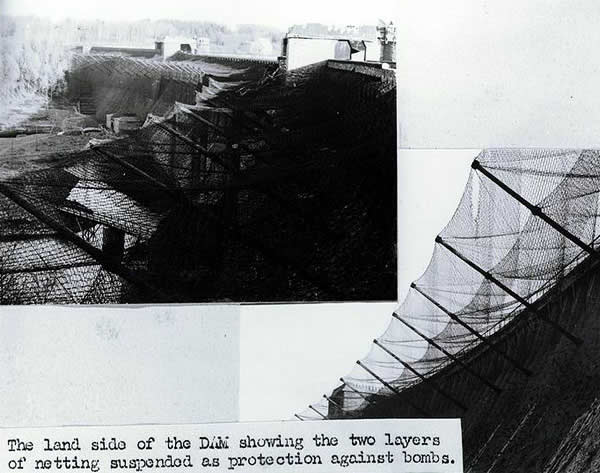 The land side of the DAM showing the two layers
of netting suspended as protection against bombs.